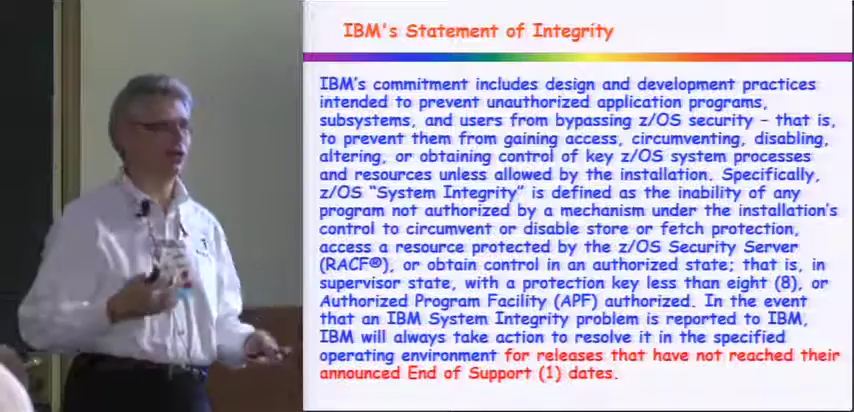 IBM's Statement of Integrity
IBM's commitment includes design and development practices
intended to prevent unauthorized application programs,
subsystems, and users from bypassing z/OS security – that is,
to prevent them from gaining access, circumventing, disabling,
altering, or obtaining control of key z/OS system processes
and resources unless allowed by the installation. Specifically,
z/OS "System Integrity" is defined as the inability of any
program not authorized by a mechanism under the installation's
control to circumvent or disable store or fetch protection,
access a resource protected by the z/OS Security Server
(RACF®), or obtain control in an authorized state; that is, in
supervisor state, with a protection key less than eight (8), or
Authorized Program Facility (APF) authorized. In the event
that an IBM System Integrity problem is reported to IBM,
IBM will always take action to resolve it in the specified
operating environment for releases that have not reached their
announced End of Support (1) dates.